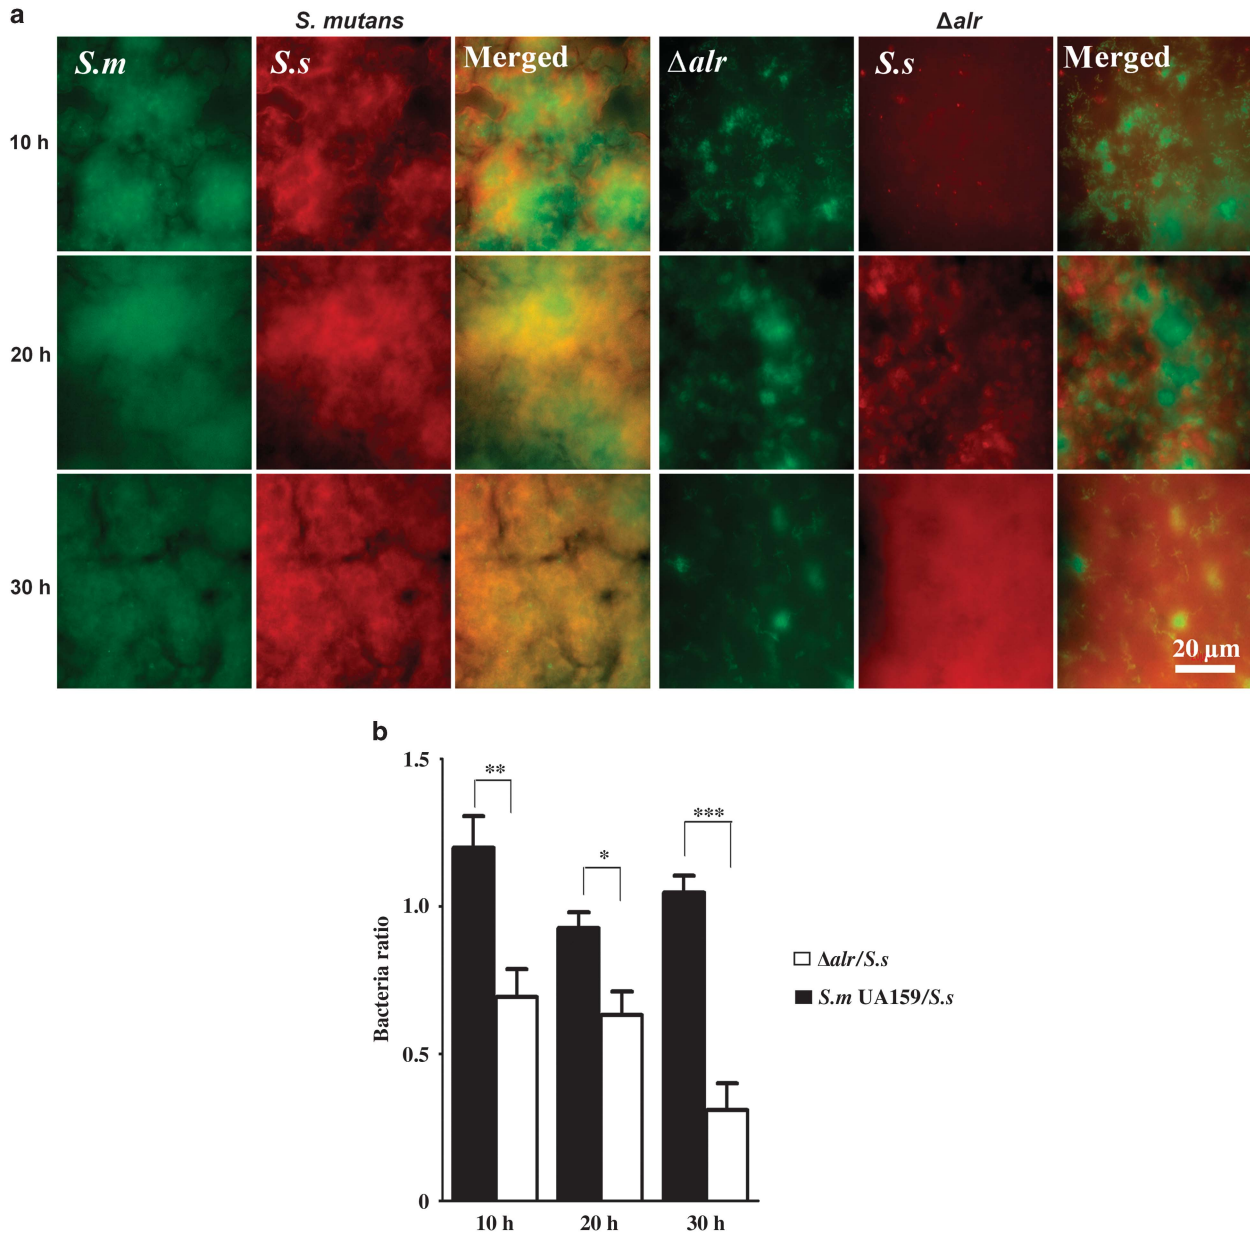 a
S. mutans
Δalr
S.m
S.s
Merged
Δalr
S.s
Merged
10 h
20 h
30 h
20 µm
b
1.5
1.0
0.5
0
Bacteria ratio
**
*
***
10 h
20 h
30 h
Δalr/S.s
S.m UA159/S.s